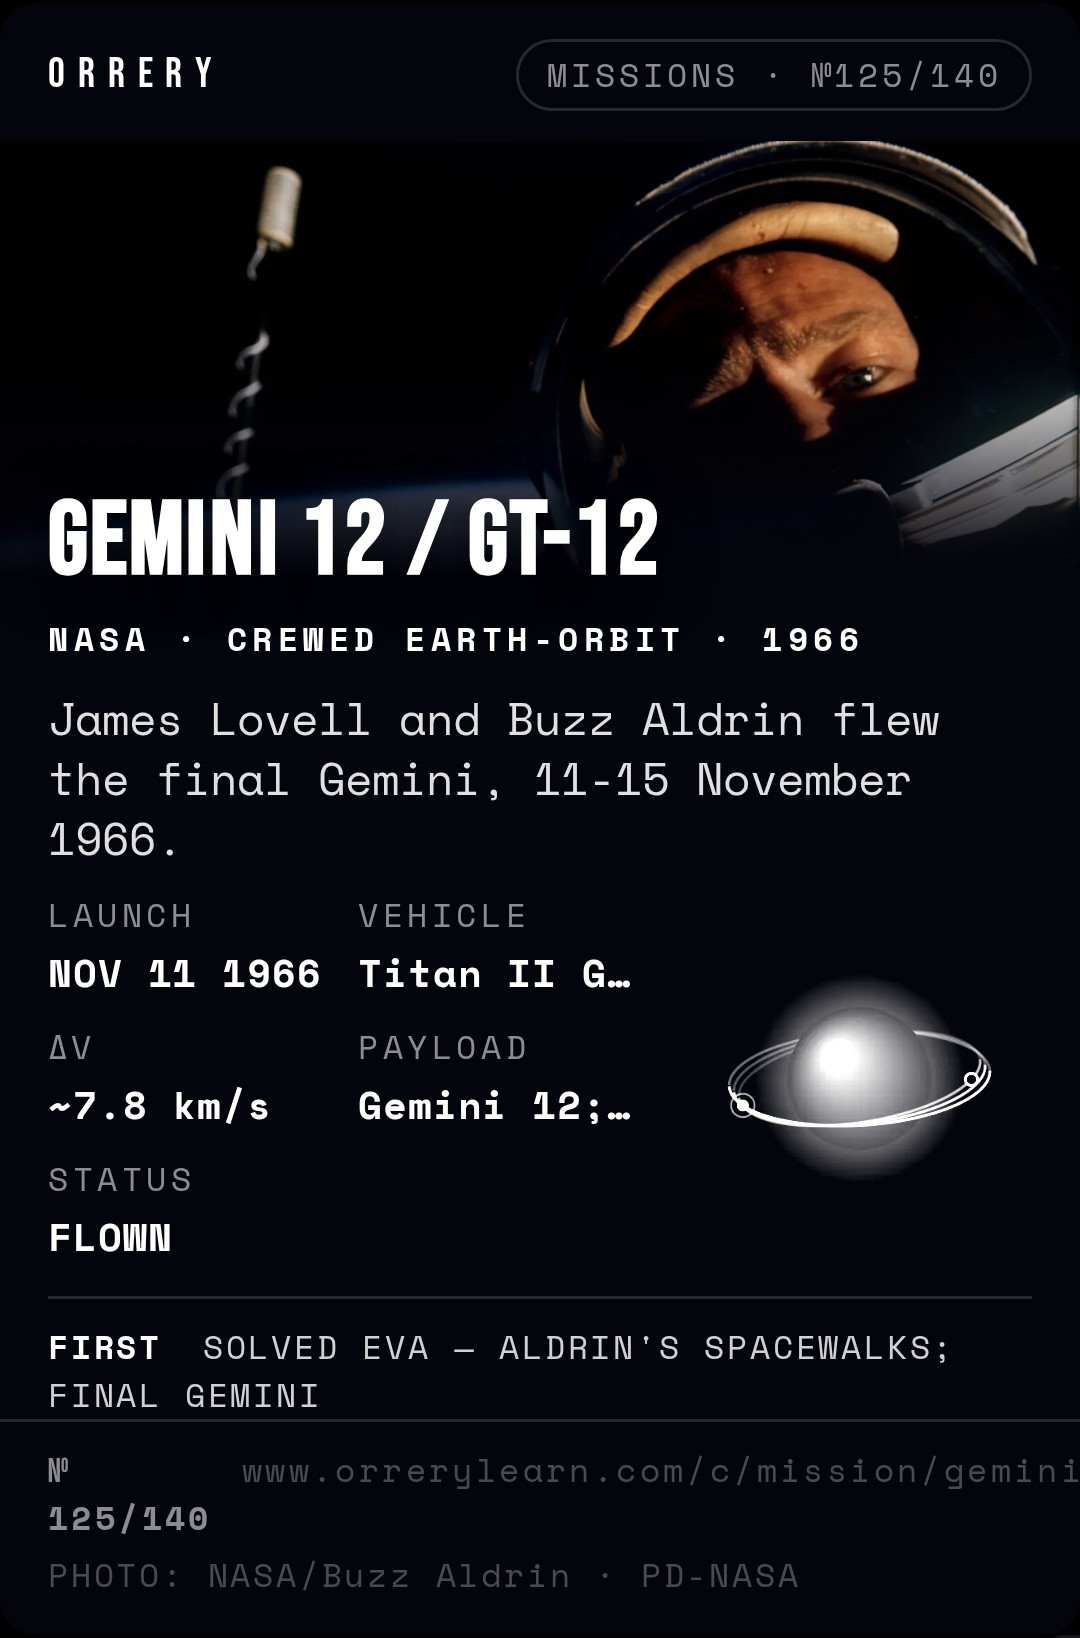 ORRERY
MISSIONS · №125/140
GEMINI 12 / GT-12
NASA · CREWED EARTH-ORBIT · 1966
James Lovell and Buzz Aldrin flew
the final Gemini, 11-15 November
1966.
LAUNCH VEHICLE
NOV 11 1966 Titan II G…
ΔV PAYLOAD
~7.8 km/s Gemini 12;…
STATUS
FLOWN
FIRST SOLVED EVA — ALDRIN'S SPACEWALKS;
FINAL GEMINI
№ www.orrerylearn.com/c/mission/gemini
125/140
PHOTO: NASA/Buzz Aldrin · PD-NASA